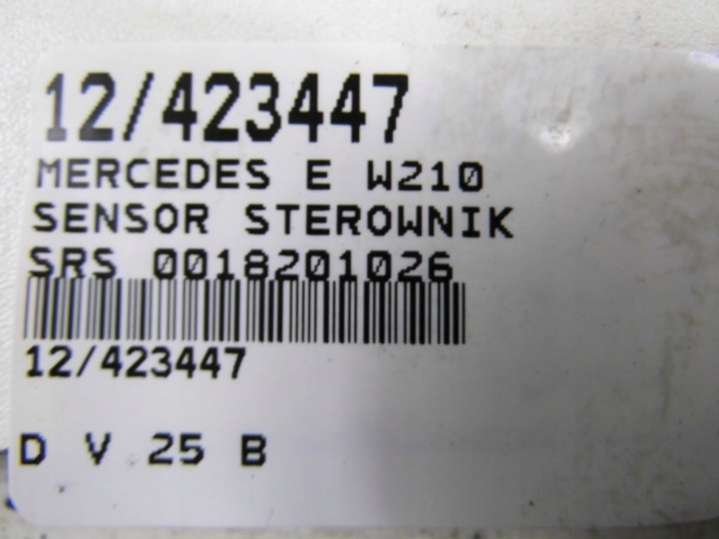 12/423447
MERCEDES E W210
SENSOR STEROWNIK
SRS 0018201026
12/423447
D V 25 B